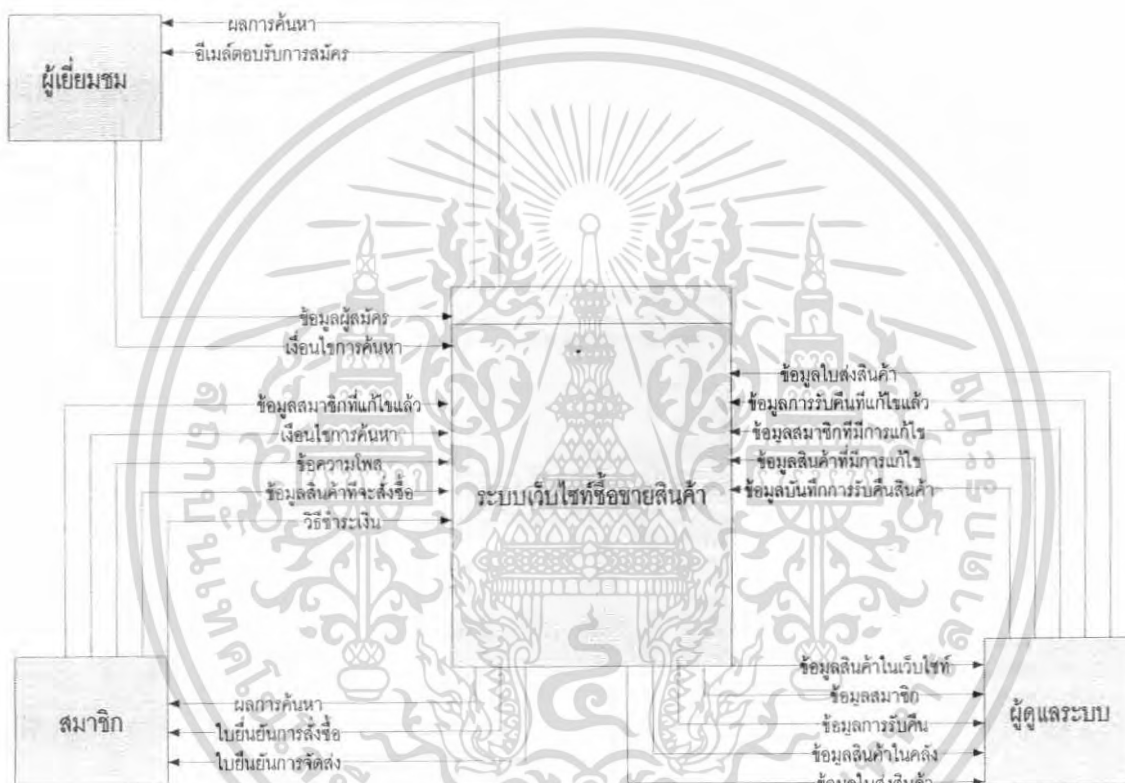 ผลการค้นหา
อีเมล์ตอบรับการสมัคร
ผู้เยี่ยมชม
ข้อมูลผู้สมัคร
เงื่อนไขการค้นหา
ข้อมูลสมาชิกที่แก้ไขแล้ว
เงื่อนไขการค้นหา
ข้อความโพส
ข้อมูลสินค้าที่จะสั่งซื้อ
วิธีชำระเงิน
ระบบเว็บไซท์ซื้อขายสินค้า
ข้อมูลใบส่งสินค้า
ข้อมูลการรับคืนที่แก้ไขแล้ว
ข้อมูลสมาชิกที่มีการแก้ไข
ข้อมูลสินค้าที่มีการแก้ไข
ข้อมูลบันทึกการรับคืนสินค้า
สมาชิก
ผลการค้นหา
ใบยืนยันการสั่งซื้อ
ใบยืนยันการจัดส่ง
ข้อมูลสินค้าในเว็บไซท์
ข้อมูลสมาชิก
ข้อมูลการรับคืน
ข้อมูลสินค้าในคลัง
ข้อมูลใบส่งสินค้า
ผู้ดูแลระบบ